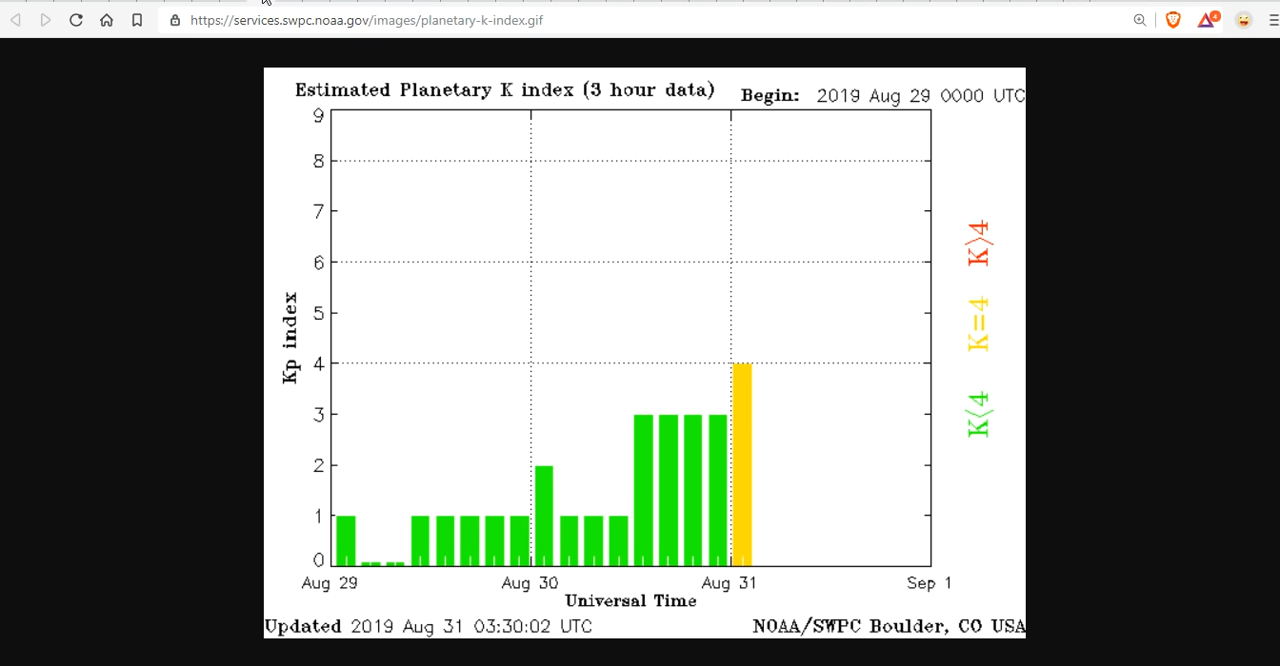 https://services.swpc.noaa.gov/images/planetary-k-index.gif
4
Estimated Planetary K index (3 hour data)
Begin: 2019 Aug 29 0000 UTC
9
8
7
6
5
4
3
2
1
0
Kp index
K>4
K=4
K<4
Aug 29
Aug 30
Aug 31
Sep 1
Universal Time
Updated 2019 Aug 31 03:30:02 UTC
NOAA/SWPC Boulder, CO USA